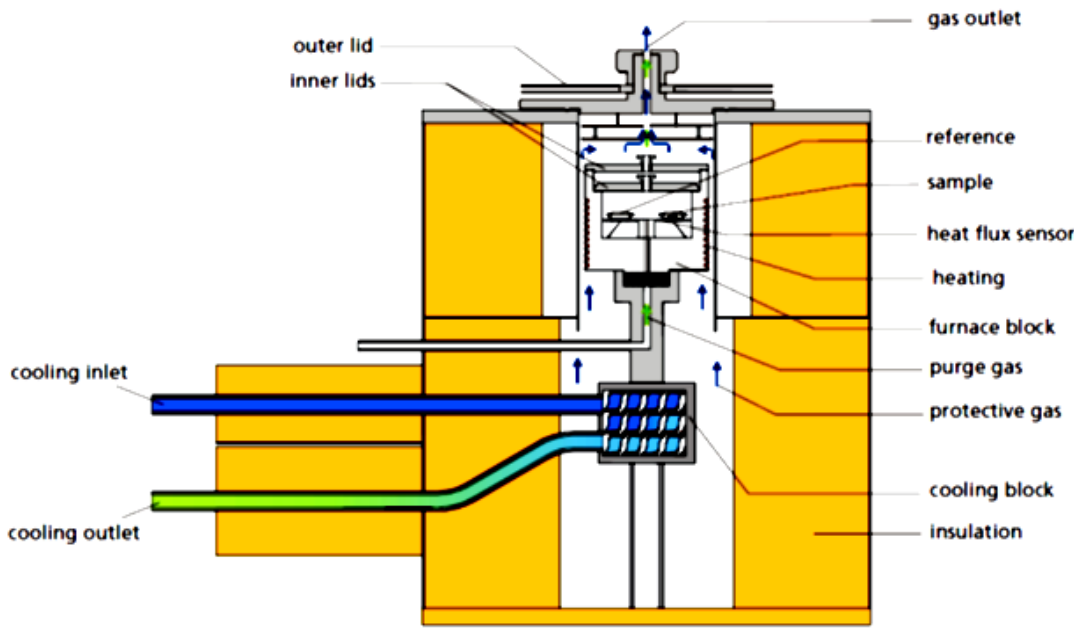 gas outlet
outer lid
inner lids
reference
sample
heat flux sensor
heating
furnace block
purge gas
cooling inlet
protective gas
cooling block
cooling outlet
insulation